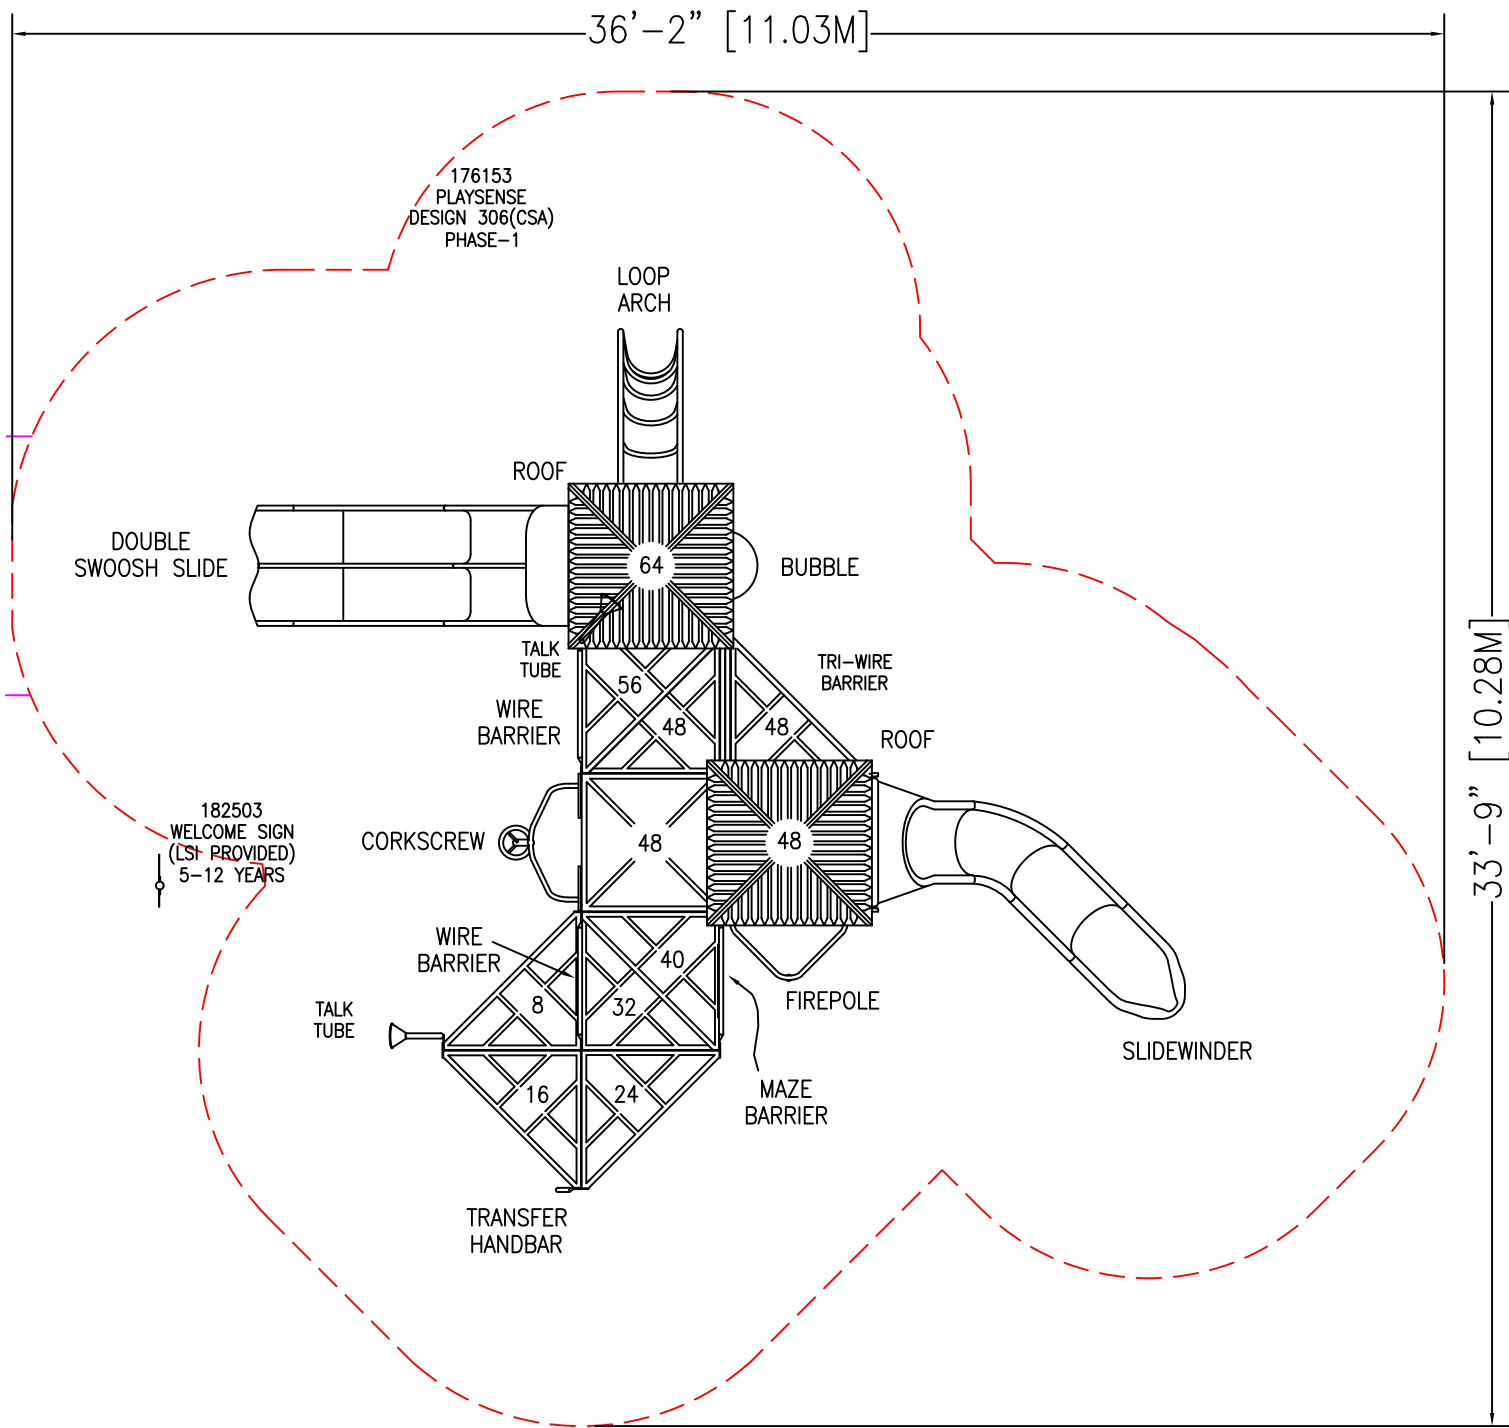 36'-2" [11.03M]
176153
PLAYSENSE
DESIGN 306(CSA)
PHASE-1
LOOP
ARCH
ROOF
DOUBLE
SWOOSH SLIDE
64
BUBBLE
TALK
TUBE
TRI-WIRE
BARRIER
56
WIRE
BARRIER
48
48
ROOF
33'-9" [10.28M]
182503
WELCOME SIGN
(LSI PROVIDED)
5-12 YEARS
CORKSCREW
48
48
WIRE
BARRIER
40
8
32
FIREPOLE
TALK
TUBE
SLIDEWINDER
16
24
MAZE
BARRIER
TRANSFER
HANDBAR